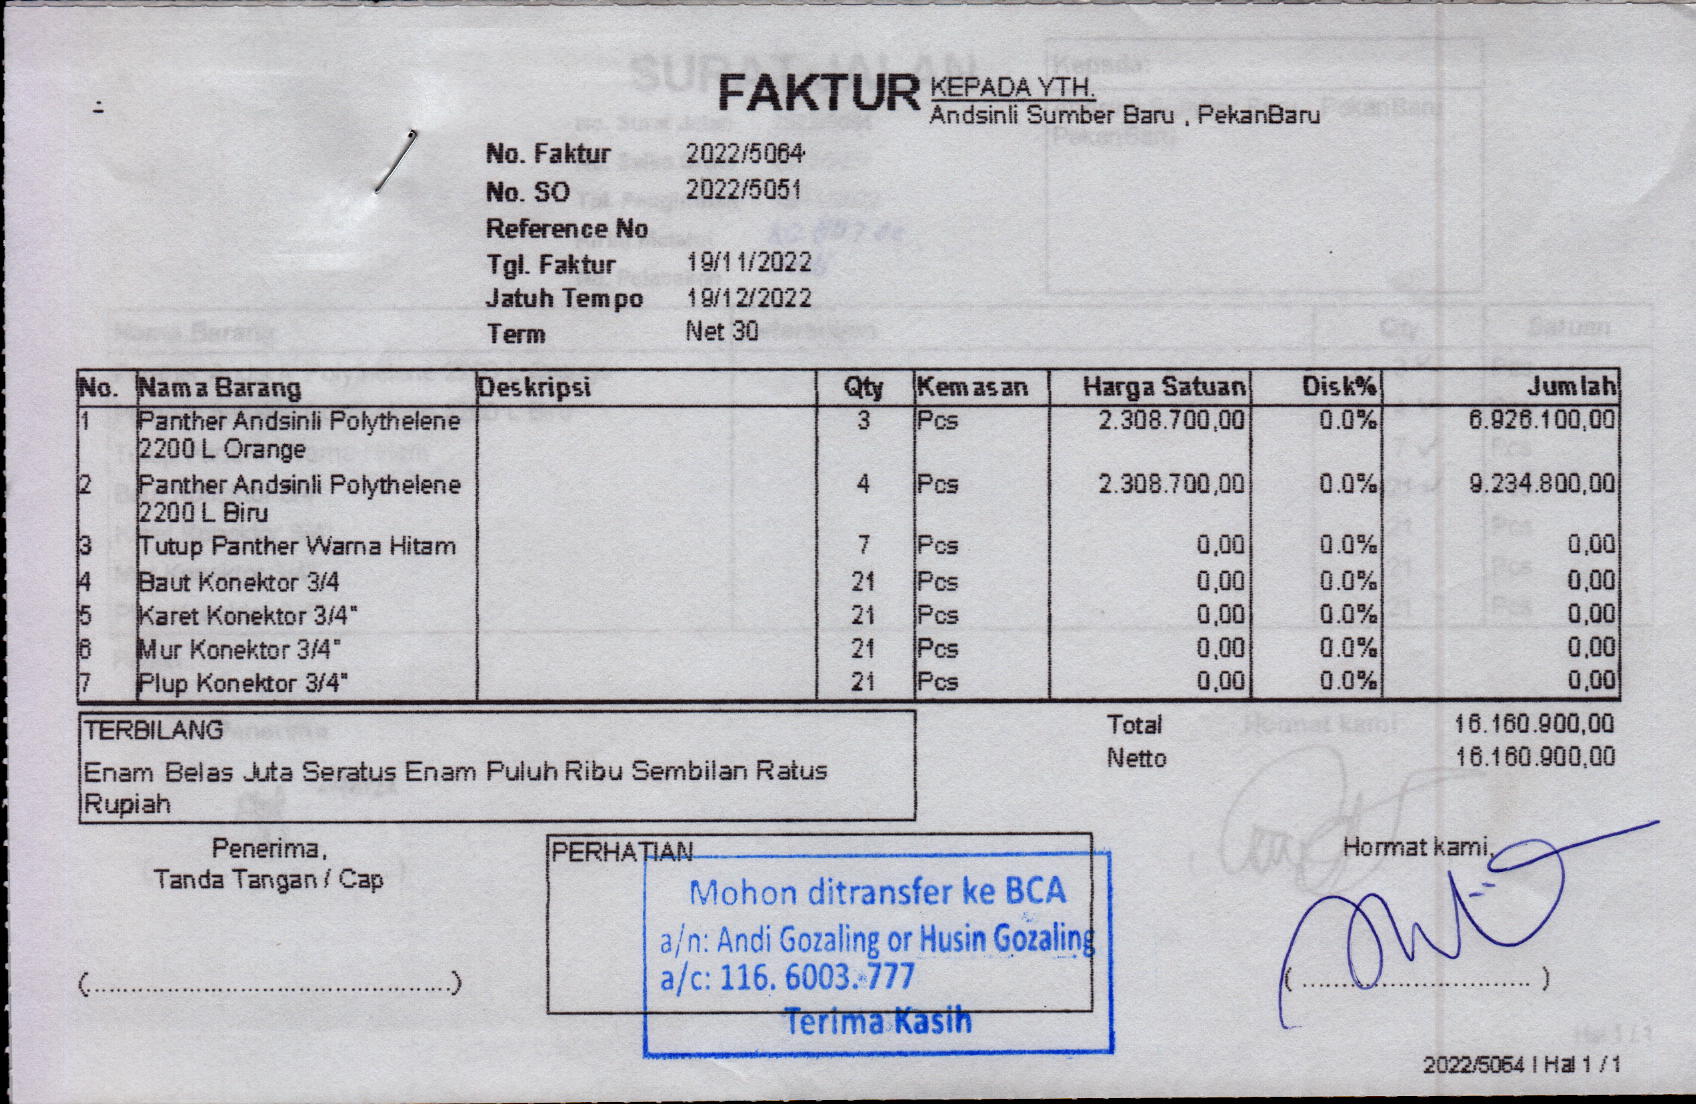 FAKTUR
KEPADA YTH.
Andsinli Sumber Baru , PekanBaru
No. Faktur 2022/5064
No. SO 2022/5051
Reference No
Tgl. Faktur 19/11/2022
Jatuh Tempo 19/12/2022
Term Net 30
No. Nama Barang Deskripsi Qty Kemasan Harga Satuan Disk% Jumlah
1 Panther Andsinli Polythelene 3 Pcs 2.308.700,00 0.0% 6.926.100,00
2200 L Orange
2 Panther Andsinli Polythelene 4 Pcs 2.308.700,00 0.0% 9.234.800,00
2200 L Biru
3 Tutup Panther Warna Hitam 7 Pcs 0,00 0.0% 0,00
4 Baut Konektor 3/4 21 Pcs 0,00 0.0% 0,00
5 Karet Konektor 3/4" 21 Pcs 0,00 0.0% 0,00
6 Mur Konektor 3/4" 21 Pcs 0,00 0.0% 0,00
7 Plup Konektor 3/4" 21 Pcs 0,00 0.0% 0,00
TERBILANG
Enam Belas Juta Seratus Enam Puluh Ribu Sembilan Ratus
Rupiah
Total 16.160.900,00
Netto 16.160.900,00
Penerima,
Tanda Tangan / Cap
(..............................................)
PERHATIAN
Mohon ditransfer ke BCA
a/n: Andi Gozaling or Husin Gozaling
a/c: 116. 6003. 777
Terima Kasih
Hormat kami,
( ............................. )
2022/5064 | Hal 1 / 1